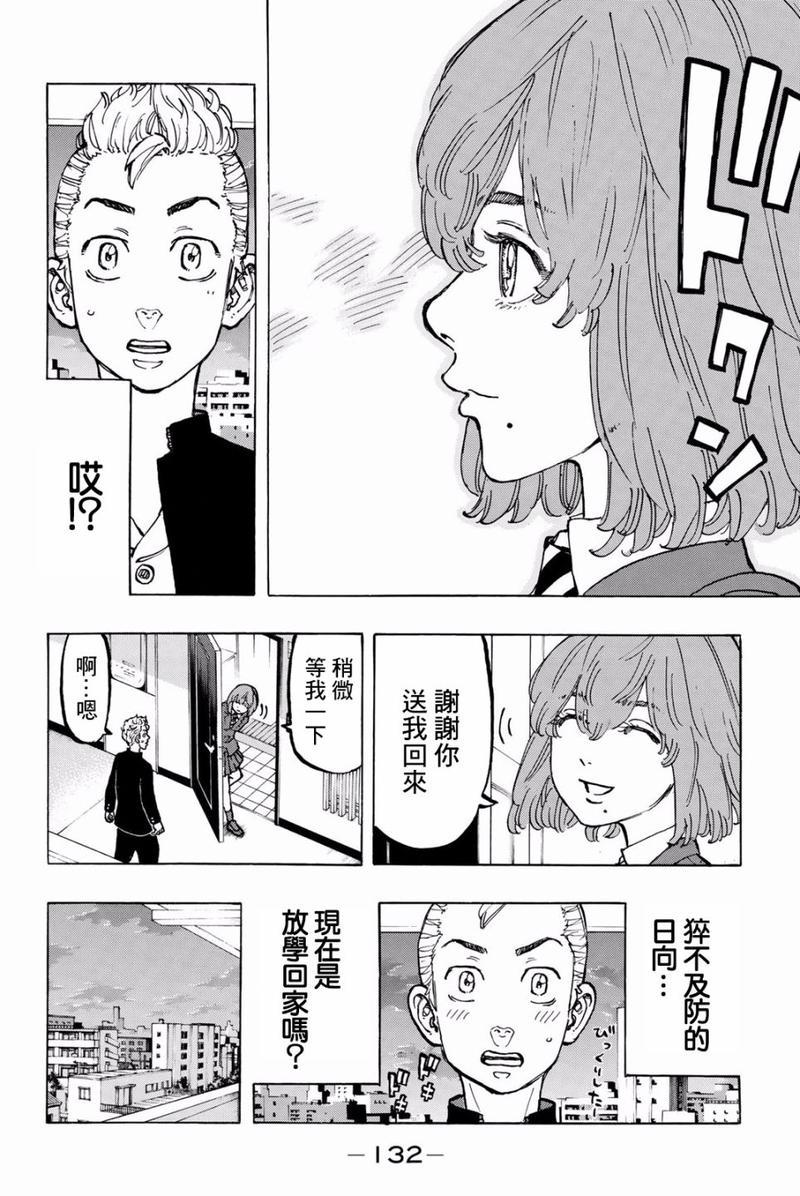 ドドクン
哎!?
謝謝你
送我回來
稍微
等我一下
啊…嗯
猝不及防的
日向…
びっくりした!
ドキ
ドキ
現在是
放學回家嗎？
—132—